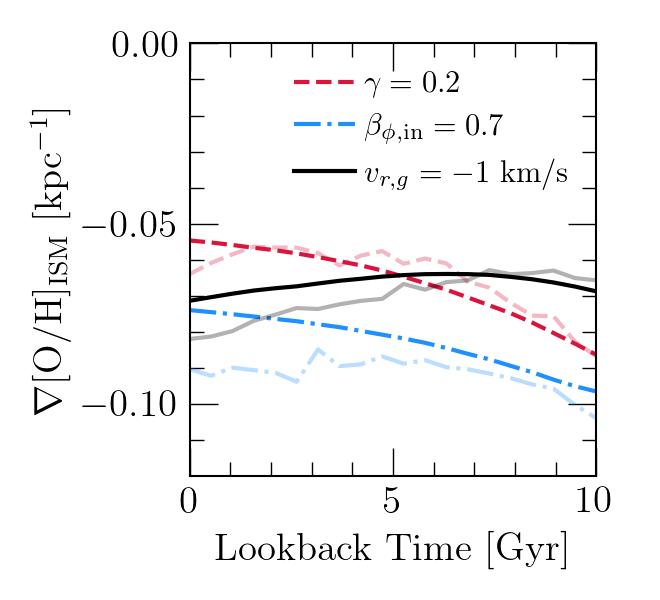 0.00
γ = 0.2
β_{ϕ,in} = 0.7
v_{r,g} = −1 km/s
∇[O/H]_{ISM} [kpc^{−1}]
−0.05
−0.10
0 5 10
Lookback Time [Gyr]